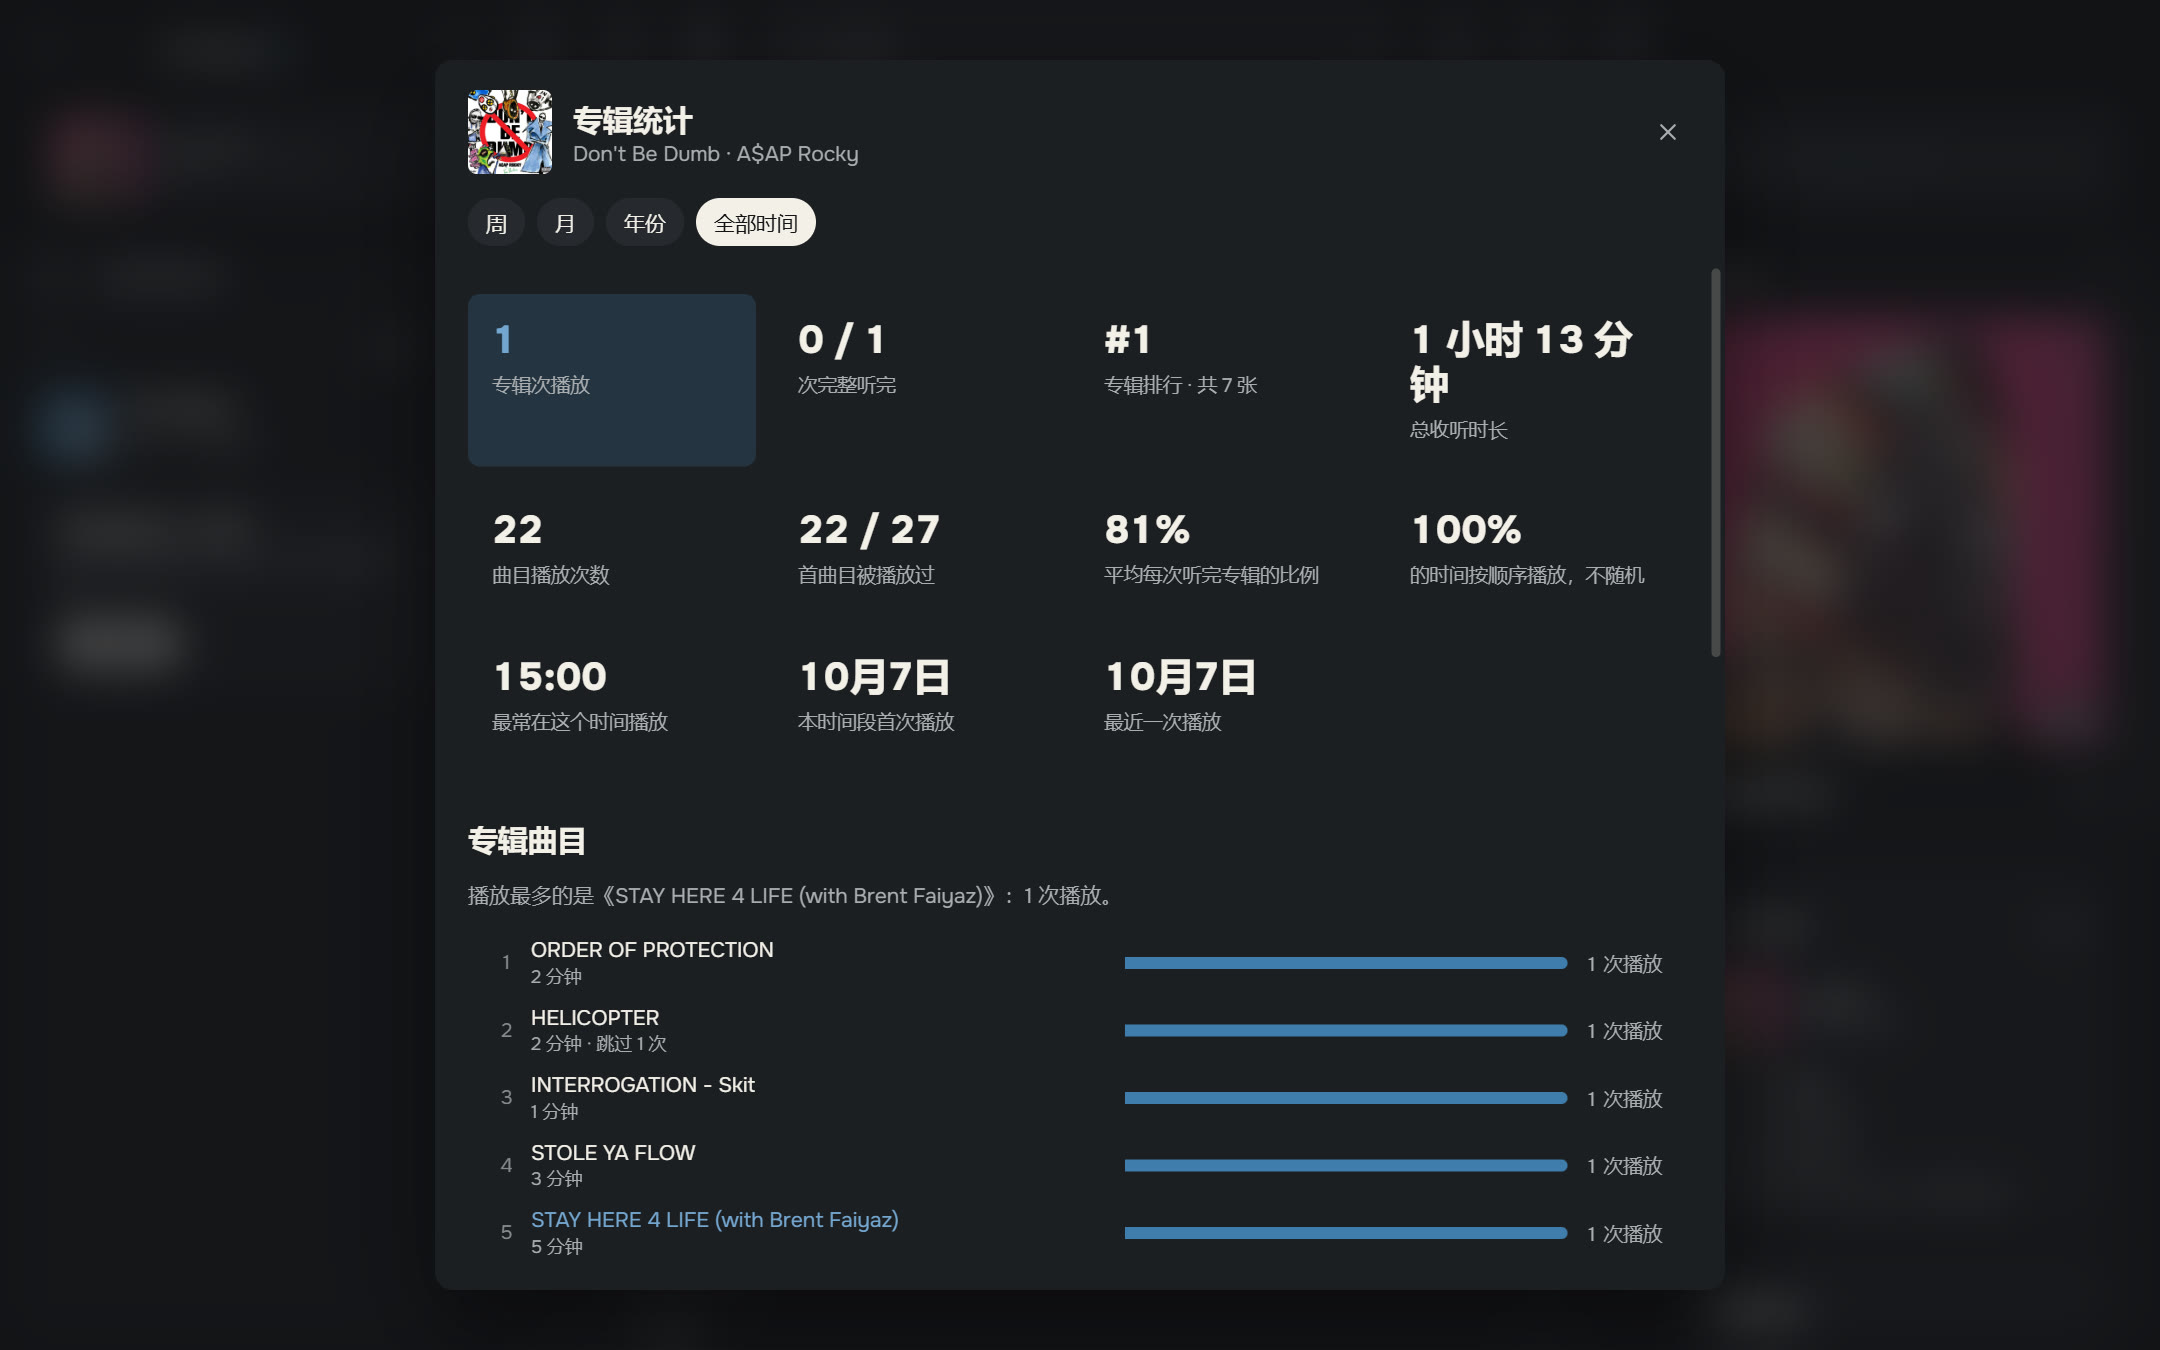 专辑统计
Don't Be Dumb · A$AP Rocky
周
月
年份
全部时间
1
专辑次播放
0 / 1
次完整听完
#1
专辑排行 · 共 7 张
1 小时 13 分
钟
总收听时长
22
曲目播放次数
22 / 27
首曲目被播放过
81%
平均每次听完专辑的比例
100%
的时间按顺序播放，不随机
15:00
最常在这个时间播放
10月7日
本时间段首次播放
10月7日
最近一次播放
专辑曲目
播放最多的是《STAY HERE 4 LIFE (with Brent Faiyaz)》：1 次播放。
1
ORDER OF PROTECTION
2 分钟
1 次播放
2
HELICOPTER
2 分钟 · 跳过 1 次
1 次播放
3
INTERROGATION - Skit
1 分钟
1 次播放
4
STOLE YA FLOW
3 分钟
1 次播放
5
STAY HERE 4 LIFE (with Brent Faiyaz)
5 分钟
1 次播放